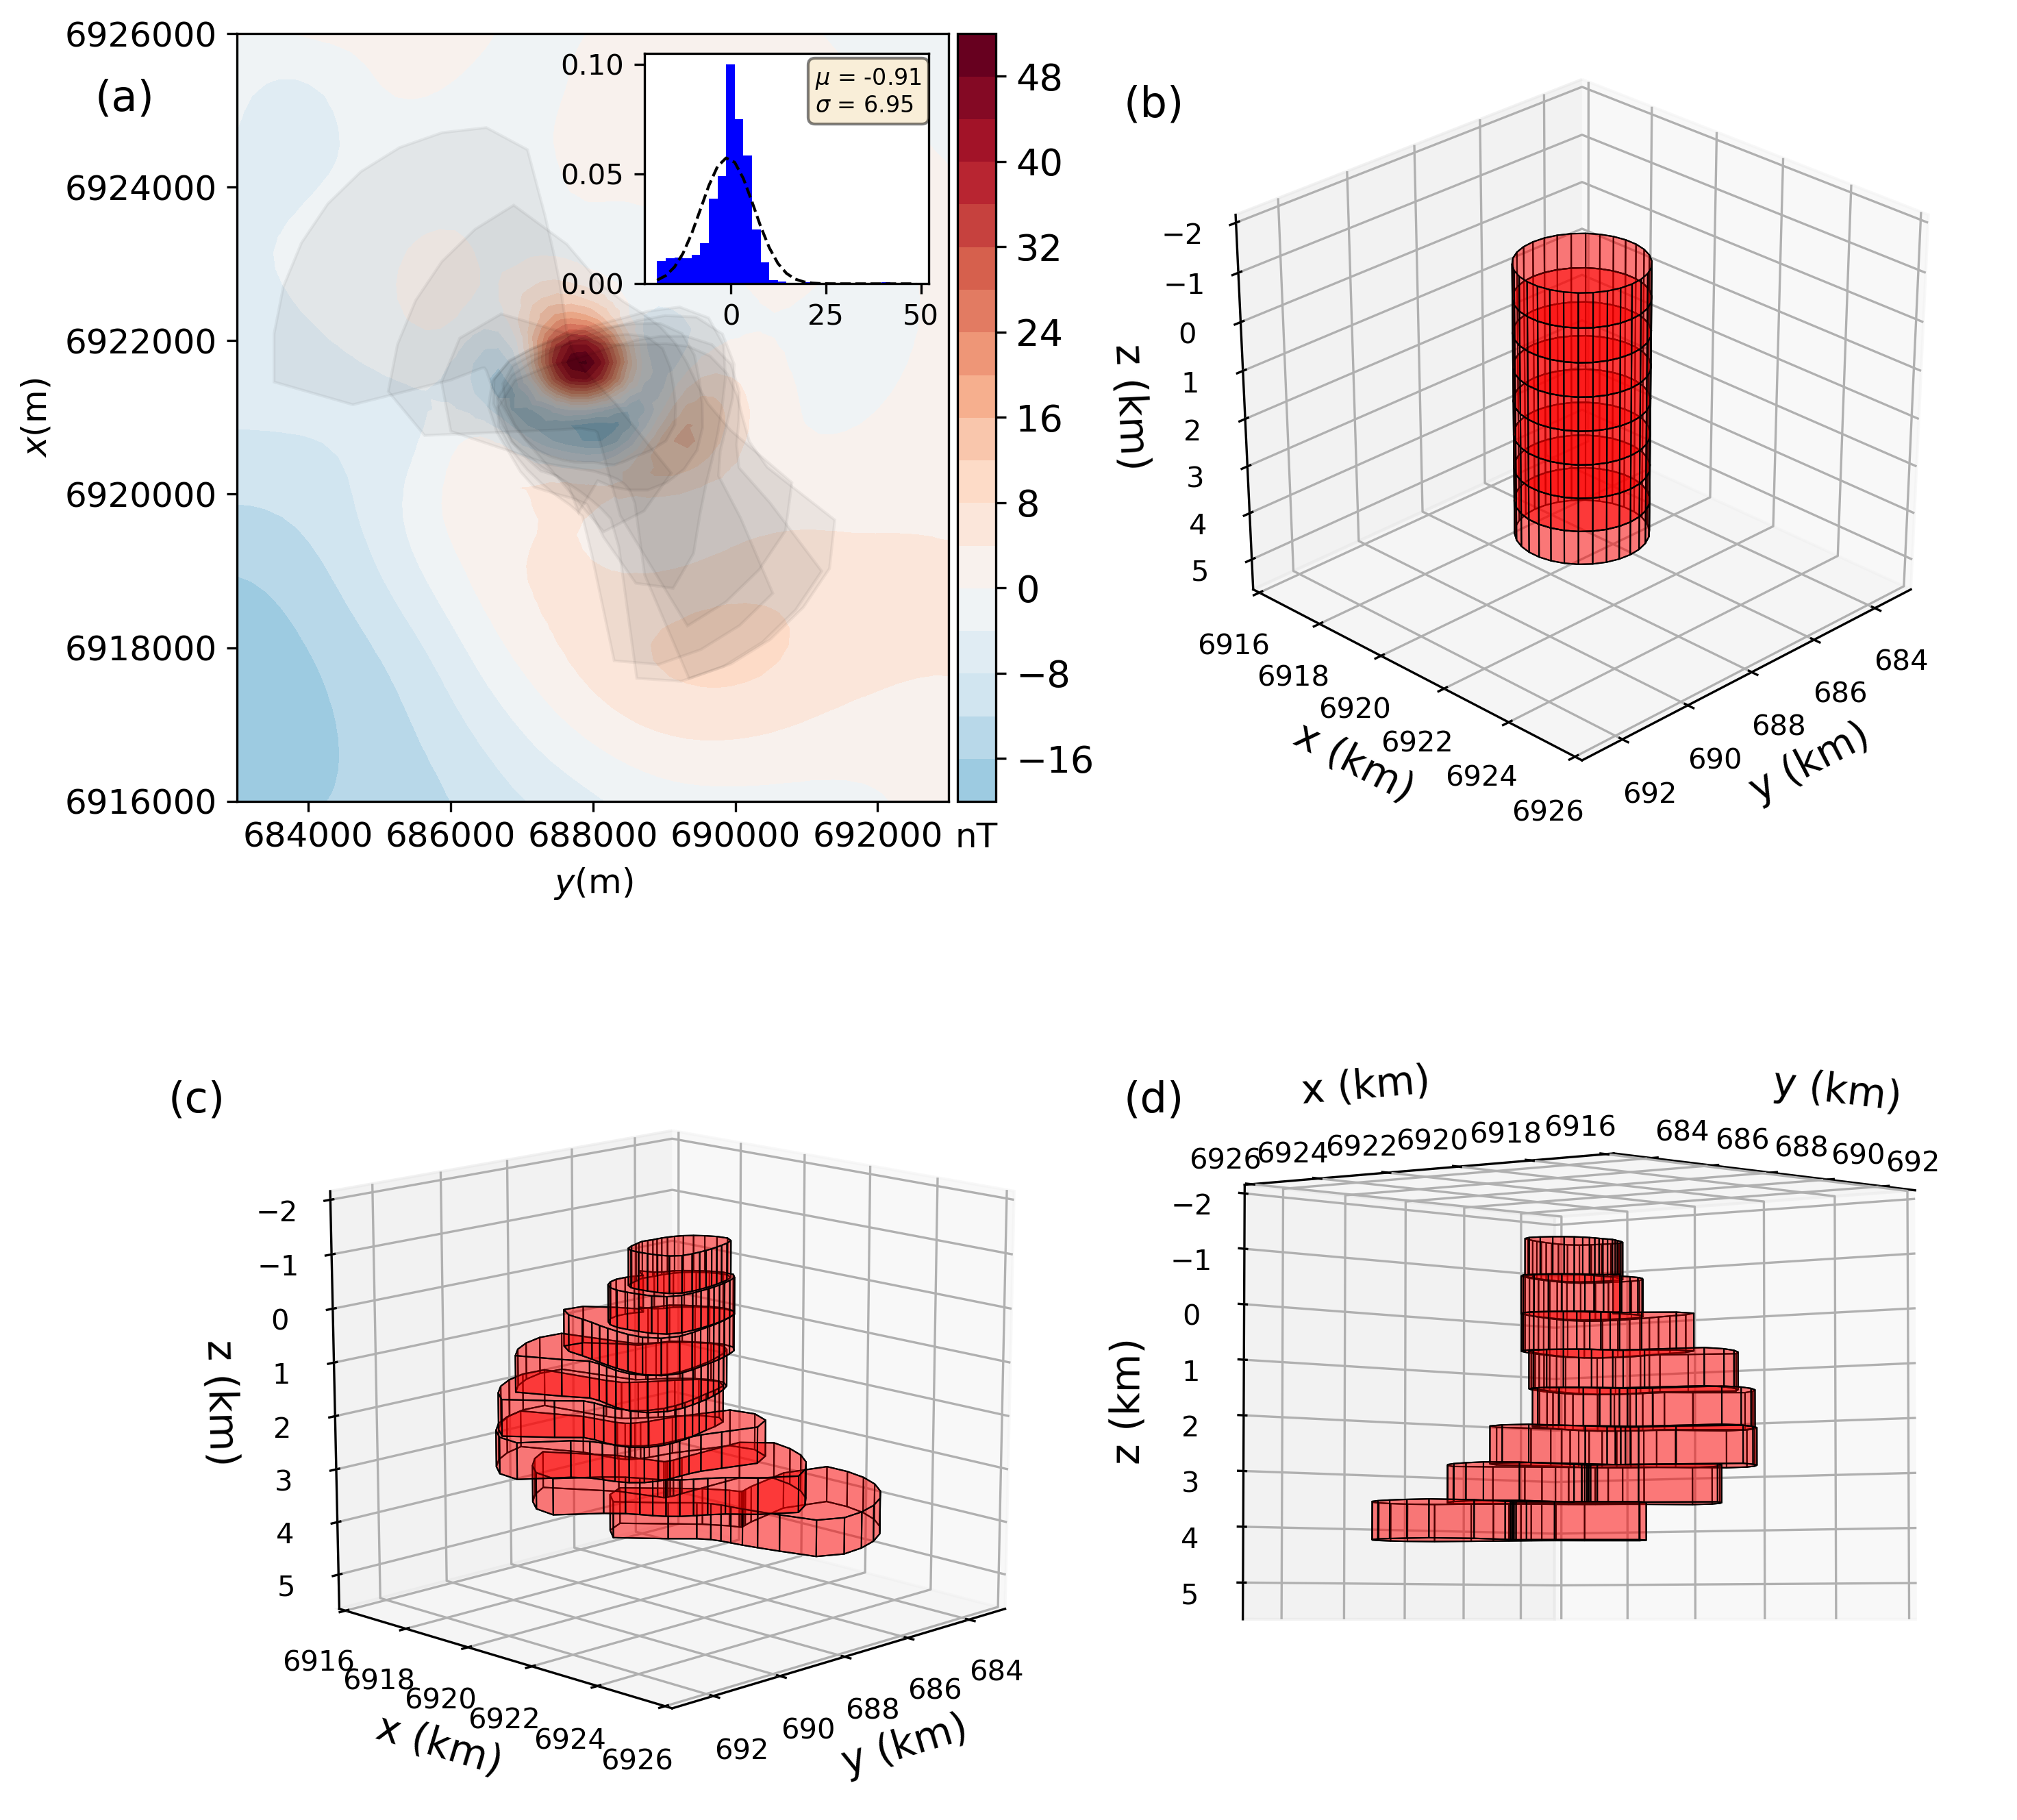 (a)
6926000
6924000
6922000
6920000
6918000
6916000
x(m)
684000 686000 688000 690000 692000
y(m)
0.10
0.05
0.00
0 25 50
μ = -0.91
σ = 6.95
48
40
32
24
16
8
0
−8
−16
nT
(b)
−2
−1
0
1
2
3
4
5
z (km)
6916
6918
6920
6922
6924
6926
x (km)
692
690
688
686
684
y (km)
(c)
−2
−1
0
1
2
3
4
5
z (km)
6916
6918
6920
6922
6924
6926
x (km)
692
690
688
686
684
y (km)
(d)
x (km)
y (km)
6926 6924 6922 6920 6918 6916
684 686 688 690 692
−2
−1
0
1
2
3
4
5
z (km)